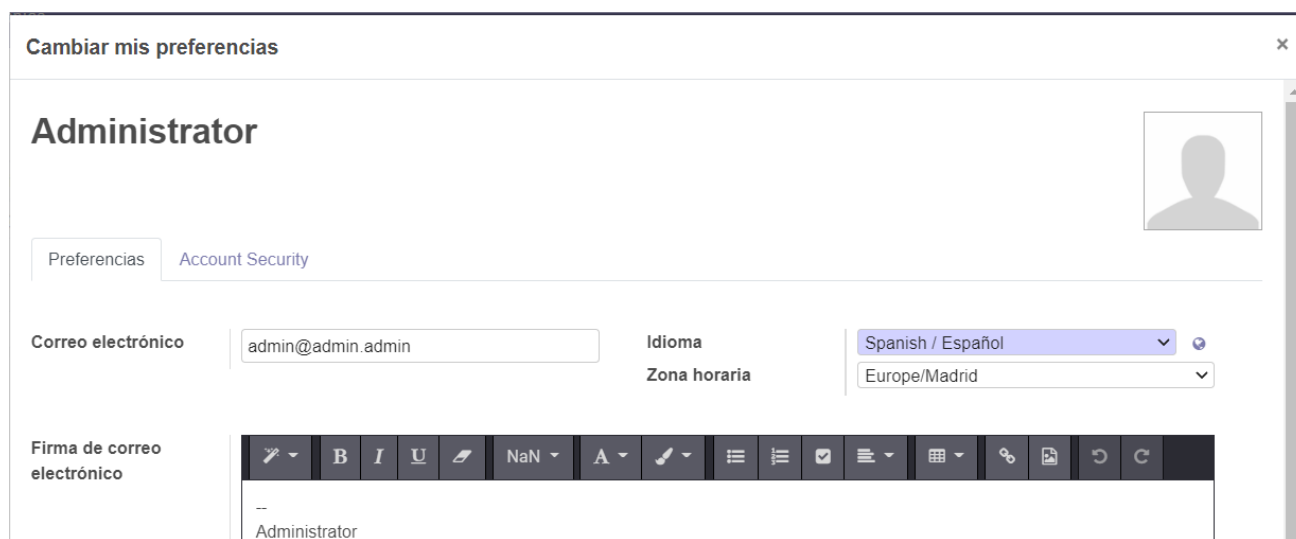 Cambiar mis preferencias ×
Administrator
Preferencias Account Security
Correo electrónico admin@admin.admin Idioma Spanish / Español
Zona horaria Europe/Madrid
Firma de correo
electrónico
B I U NaN A
--
Administrator